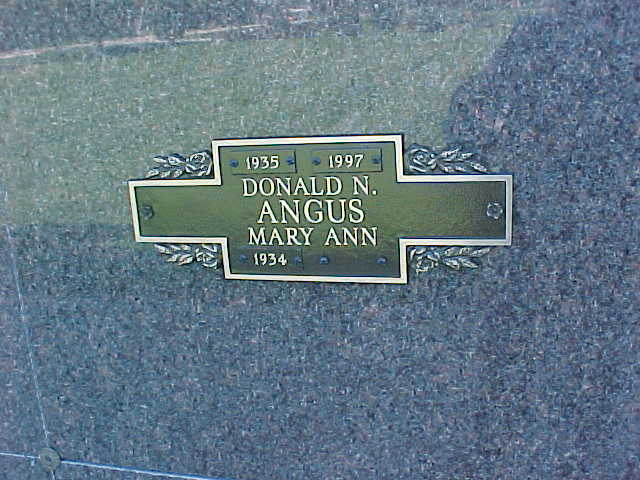 1935 1997
DONALD N.
ANGUS
MARY ANN
1934